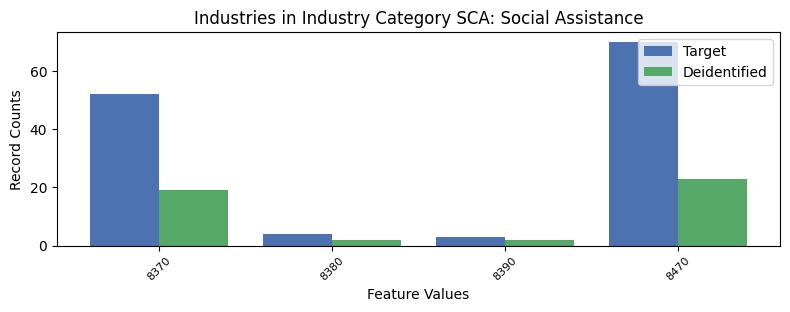 Industries in Industry Category SCA: Social Assistance
Target
Deidentified
Record Counts
60
40
20
0
8370
8380
8390
8470
Feature Values